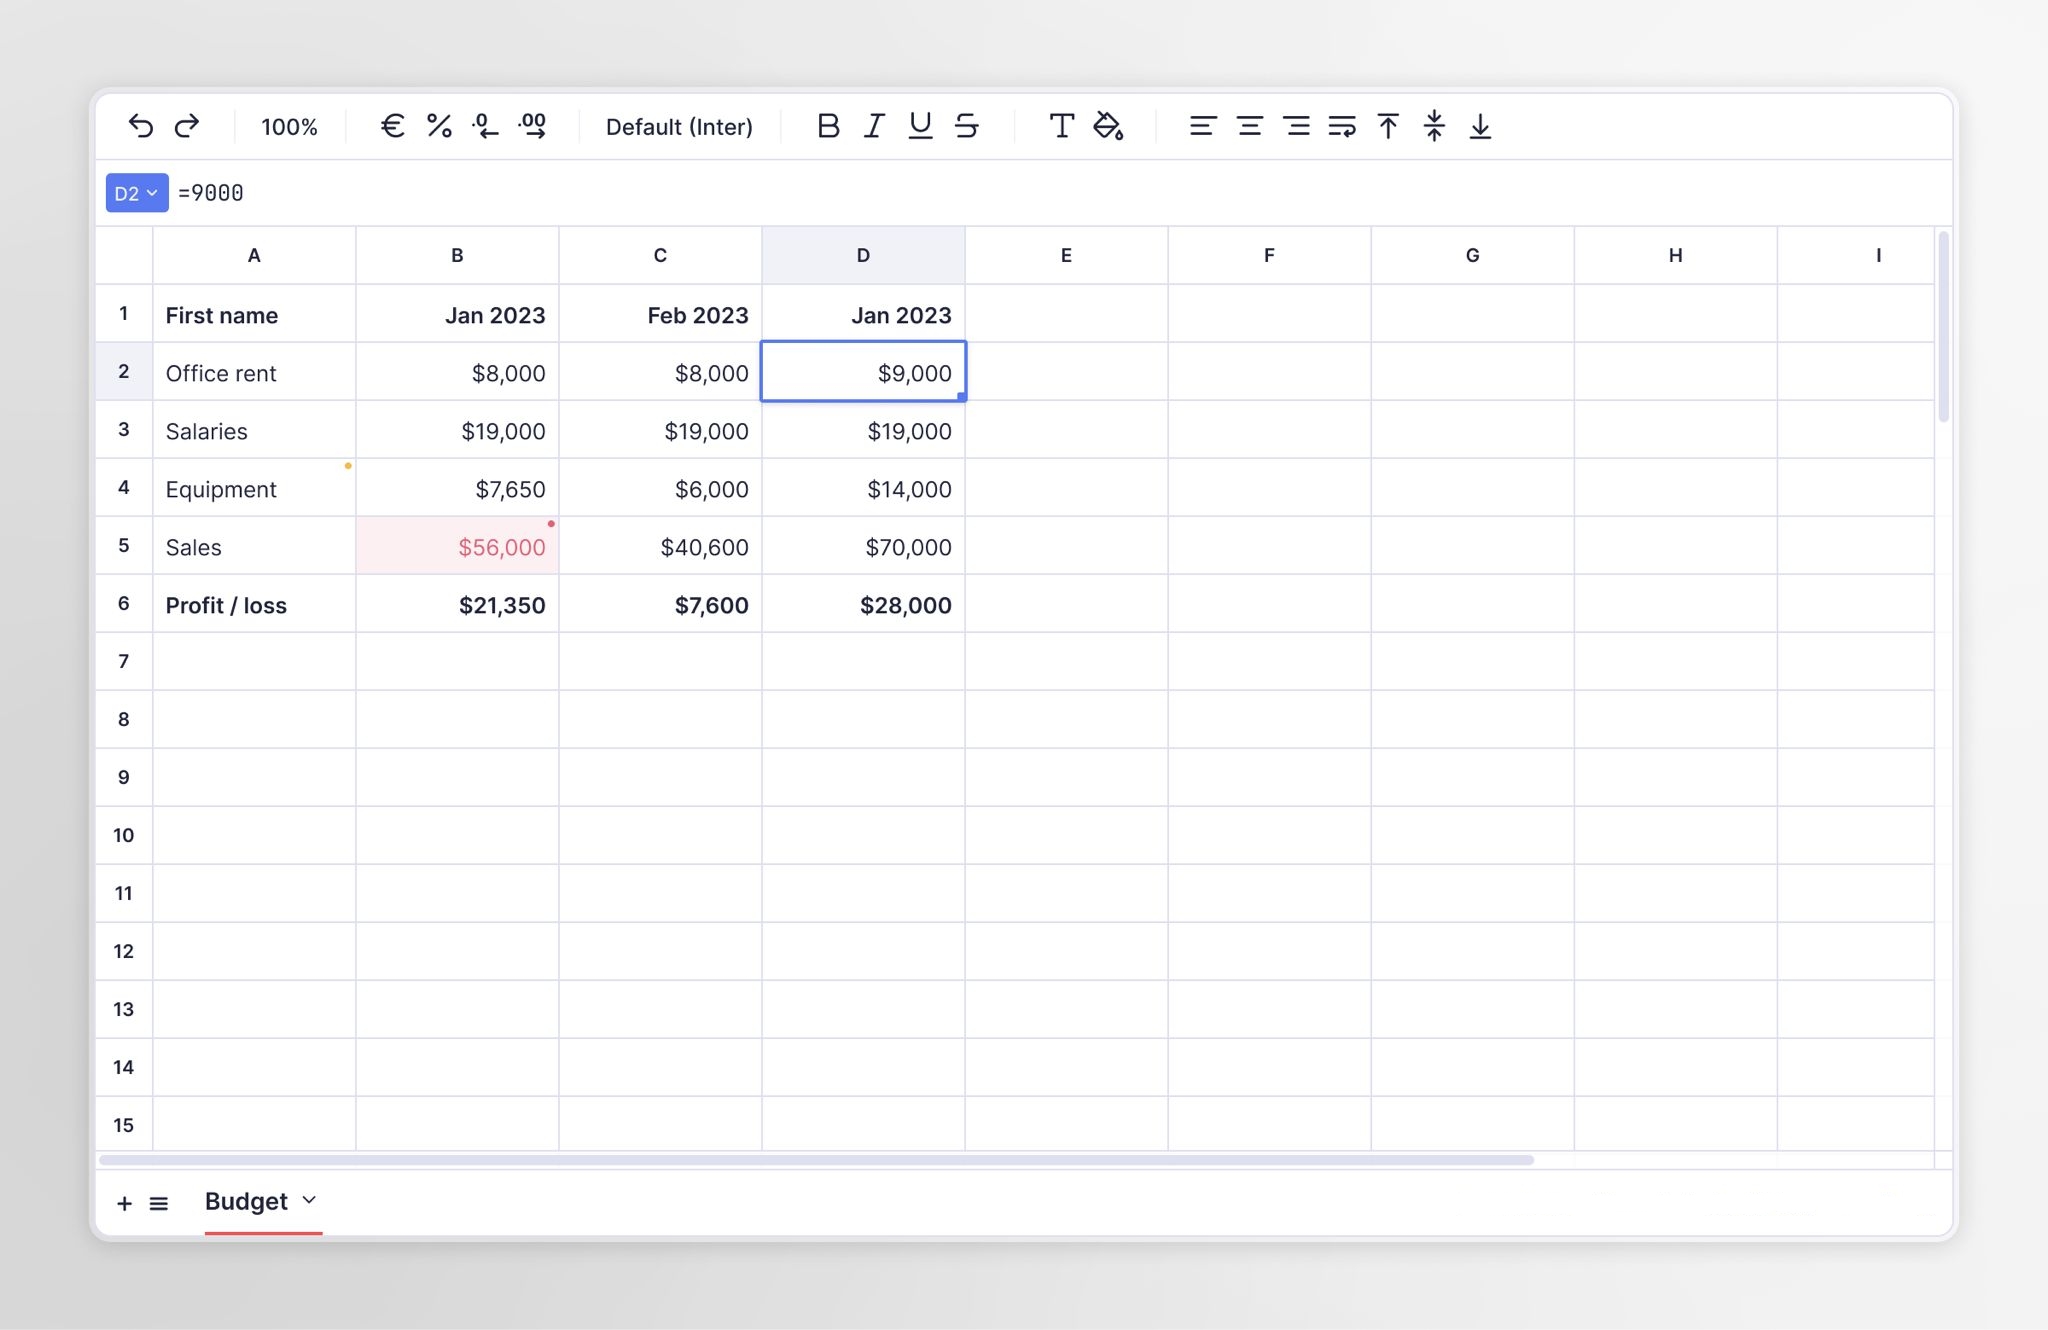 100% € % .0 .00 Default (Inter) B I U S T
D2 =9000
A B C D E F G H I
1 First name Jan 2023 Feb 2023 Jan 2023
2 Office rent $8,000 $8,000 $9,000
3 Salaries $19,000 $19,000 $19,000
4 Equipment $7,650 $6,000 $14,000
5 Sales $56,000 $40,600 $70,000
6 Profit / loss $21,350 $7,600 $28,000
7
8
9
10
11
12
13
14
15
Budget